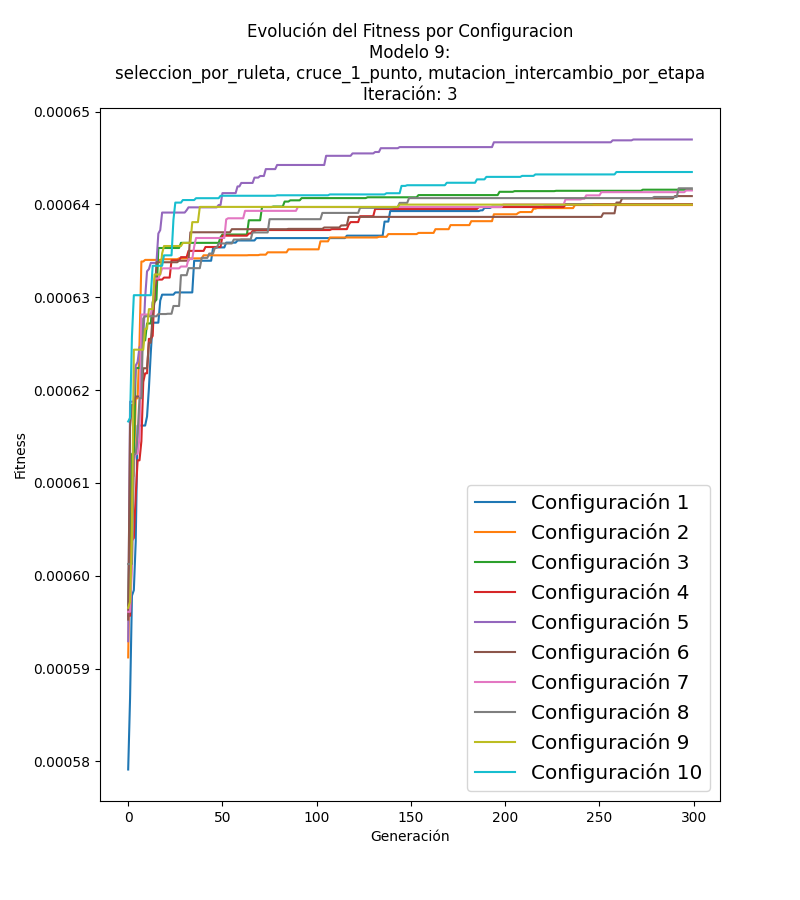 Evolución del Fitness por Configuracion
Modelo 9:
seleccion_por_ruleta, cruce_1_punto, mutacion_intercambio_por_etapa
Iteración: 3
0.00065
0.00064
0.00063
0.00062
0.00061
0.00060
0.00059
0.00058
Fitness
Configuración 1
Configuración 2
Configuración 3
Configuración 4
Configuración 5
Configuración 6
Configuración 7
Configuración 8
Configuración 9
Configuración 10
0 50 100 150 200 250 300
Generación